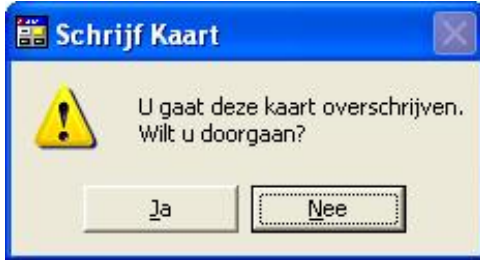 Schrijf Kaart
U gaat deze kaart overschrijven.
Wilt u doorgaan?
Ja
Nee